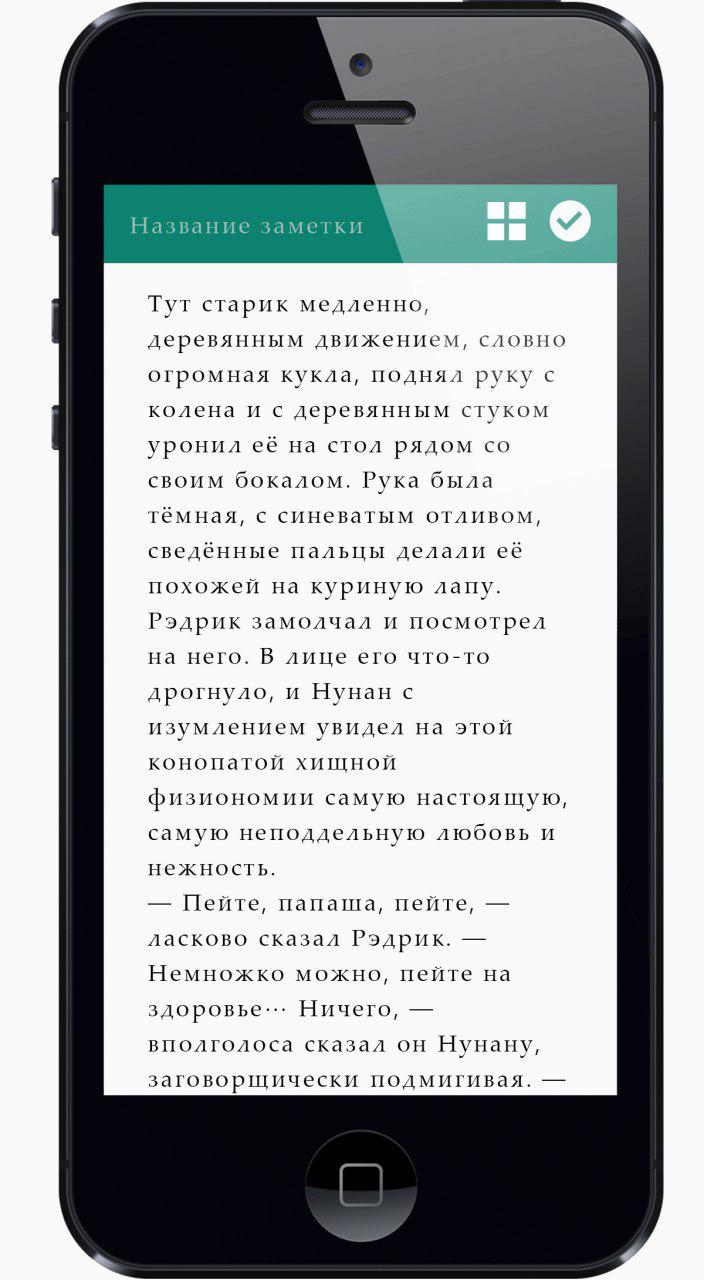 Название заметки
Тут старик медленно,
деревянным движением, словно
огромная кукла, поднял руку с
колена и с деревянным стуком
уронил её на стол рядом со
своим бокалом. Рука была
тёмная, с синеватым отливом,
сведённые пальцы делали её
похожей на куриную лапу.
Рэдрик замолчал и посмотрел
на него. В лице его что-то
дрогнуло, и Нунан с
изумлением увидел на этой
конопатой хищной
физиономии самую настоящую,
самую неподдельную любовь и
нежность.
— Пейте, папаша, пейте, —
ласково сказал Рэдрик. —
Немножко можно, пейте на
здоровье··· Ничего, —
вполголоса сказал он Нунану,
заговорщически подмигивая. —